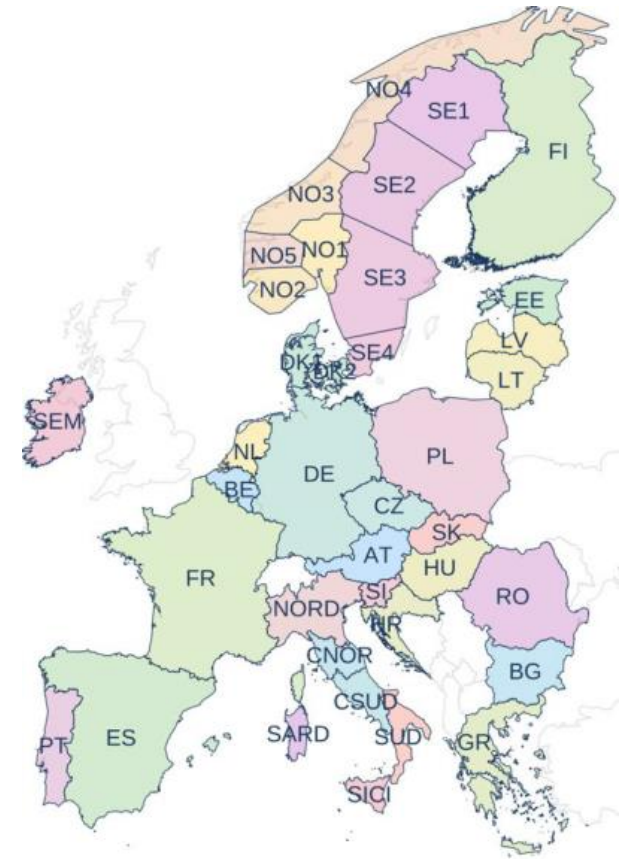 NO4
SE1
FI
SE2
NO3
NO5
NO1
SE3
NO2
EE
LV
SE4
DK1
DK2
LT
SEM
NL
PL
DE
BE
CZ
SK
AT
HU
FR
SI
RO
NORD
HR
CNOR
BG
CSUD
SARD
SUD
PT
ES
GR
SICI